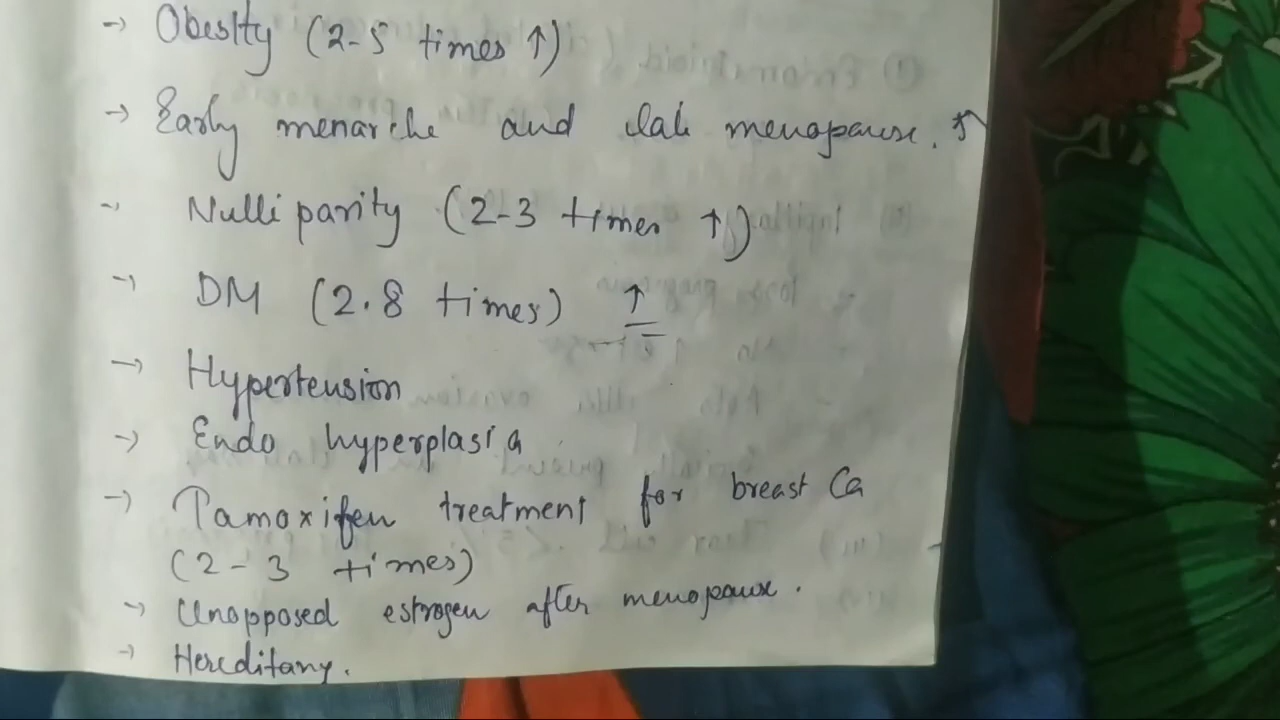 → Obesity (2-5 times ↑)
→ Early menarche and late menopause. ↑
→ Nulliparity (2-3 times ↑)
→ DM (2.8 times) ↑
→ Hypertension
→ Endo hyperplasia
→ Tamoxifen treatment for breast Ca
(2-3 times)
→ Unopposed estrogen after menopause.
→ Hereditary.